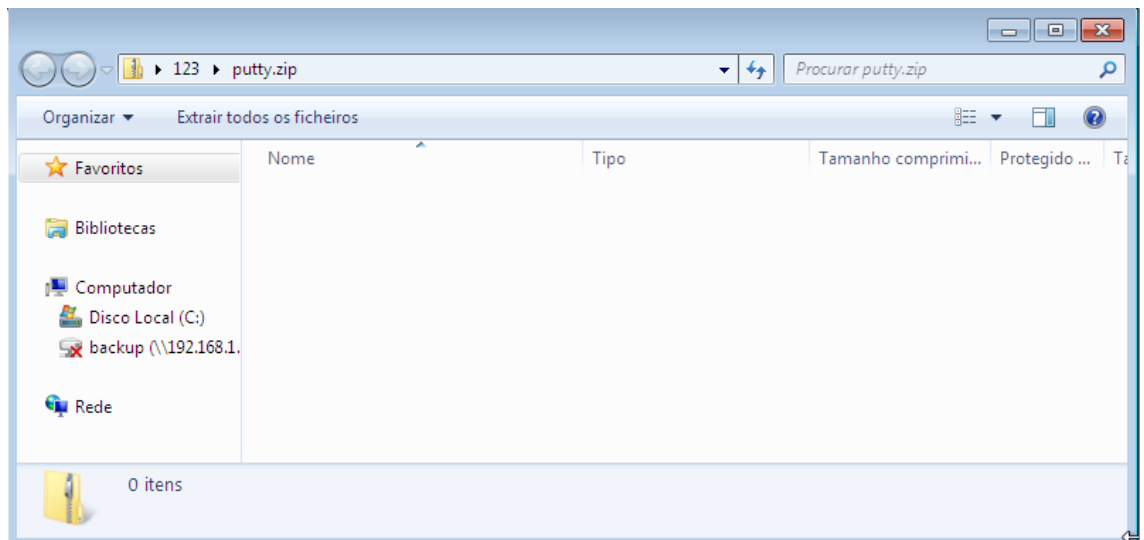 123 putty.zip Procurar putty.zip
Organizar Extrair todos os ficheiros
Favoritos
Nome Tipo Tamanho comprimi... Protegido ... Ta
Bibliotecas
Computador
Disco Local (C:)
backup (\\192.168.1.
Rede
0 itens